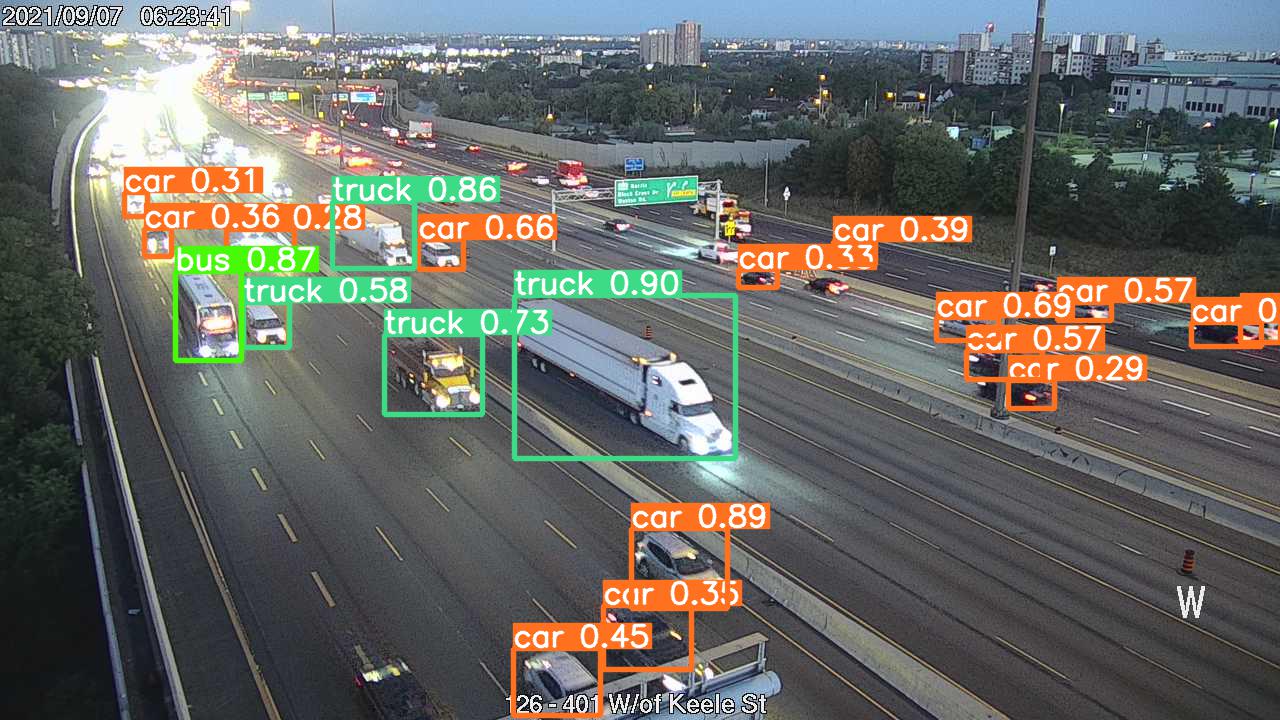 2021/09/07 06:23:41
car 0.31
truck 0.86
car 0.36
0.28
car 0.66
car 0.39
bus 0.87
car 0.33
truck 0.58
truck 0.90
car 0.69
car 0.57
car 0
truck 0.73
car 0.57
car 0.29
car 0.89
W
car 0.35
car 0.45
126 - 401 W/of Keele St